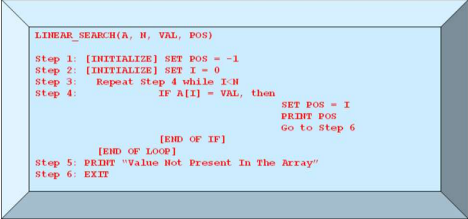 LINEAR_SEARCH(A, N, VAL, POS)
Step 1: [INITIALIZE] SET POS = -1
Step 2: [INITIALIZE] SET I = 0
Step 3: Repeat Step 4 while I<N
Step 4: IF A[I] = VAL, then
SET POS = I
PRINT POS
Go to Step 6
[END OF IF]
[END OF LOOP]
Step 5: PRINT "Value Not Present In The Array"
Step 6: EXIT